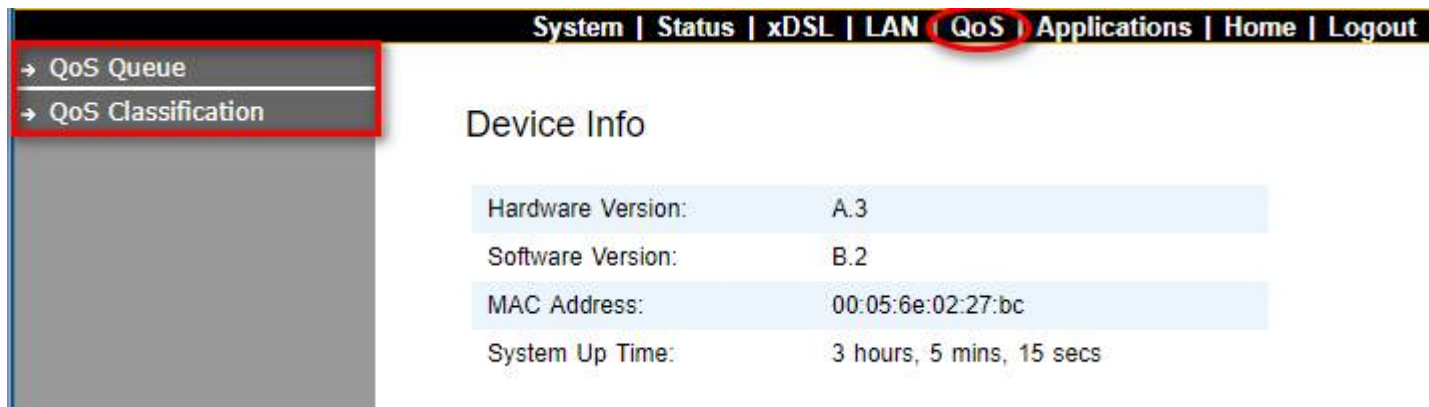 System | Status | xDSL | LAN | QoS | Applications | Home | Logout
→ QoS Queue
→ QoS Classification
Device Info
Hardware Version: A.3
Software Version: B.2
MAC Address: 00:05:6e:02:27:bc
System Up Time: 3 hours, 5 mins, 15 secs